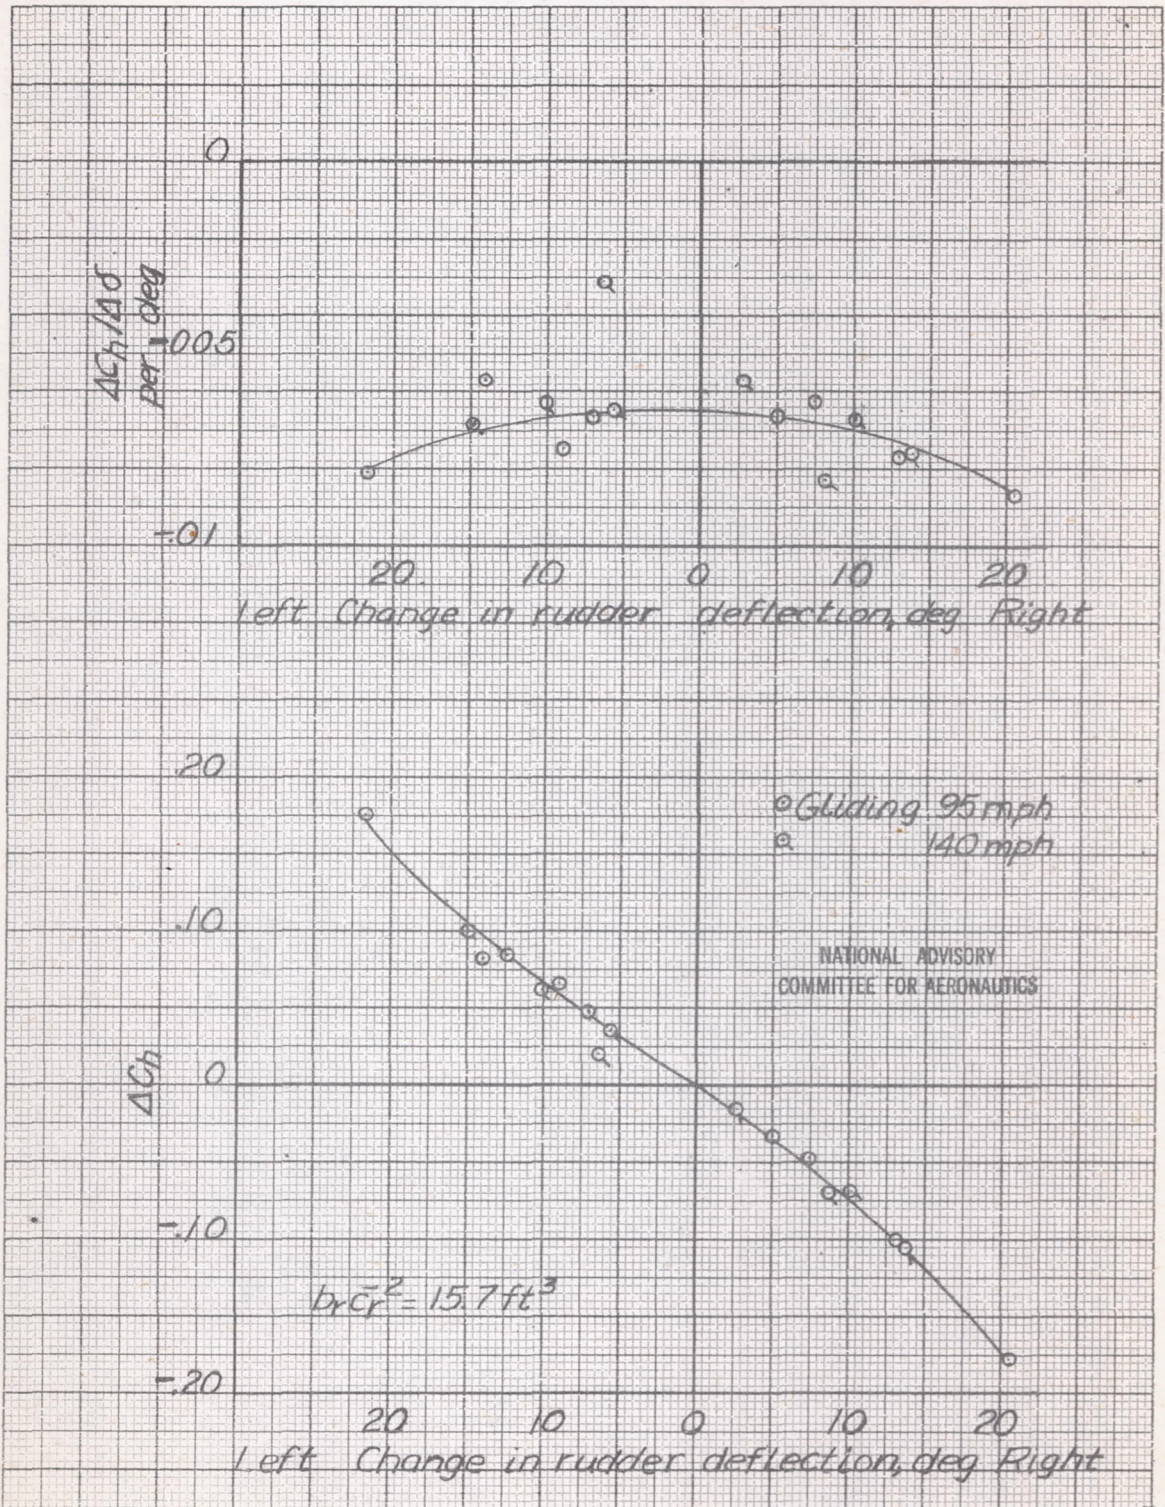 0
ΔCh/Δδ
per deg
-.005
-.01
20 10 0 10 20
Left Change in rudder deflection, deg Right
.20
⊙ Gliding 95 mph
140 mph
.10
NATIONAL ADVISORY
COMMITTEE FOR AERONAUTICS
ΔCh
0
-.10
b_r c̄_r² = 15.7 ft³
-.20
20 10 0 10 20
Left Change in rudder deflection, deg Right